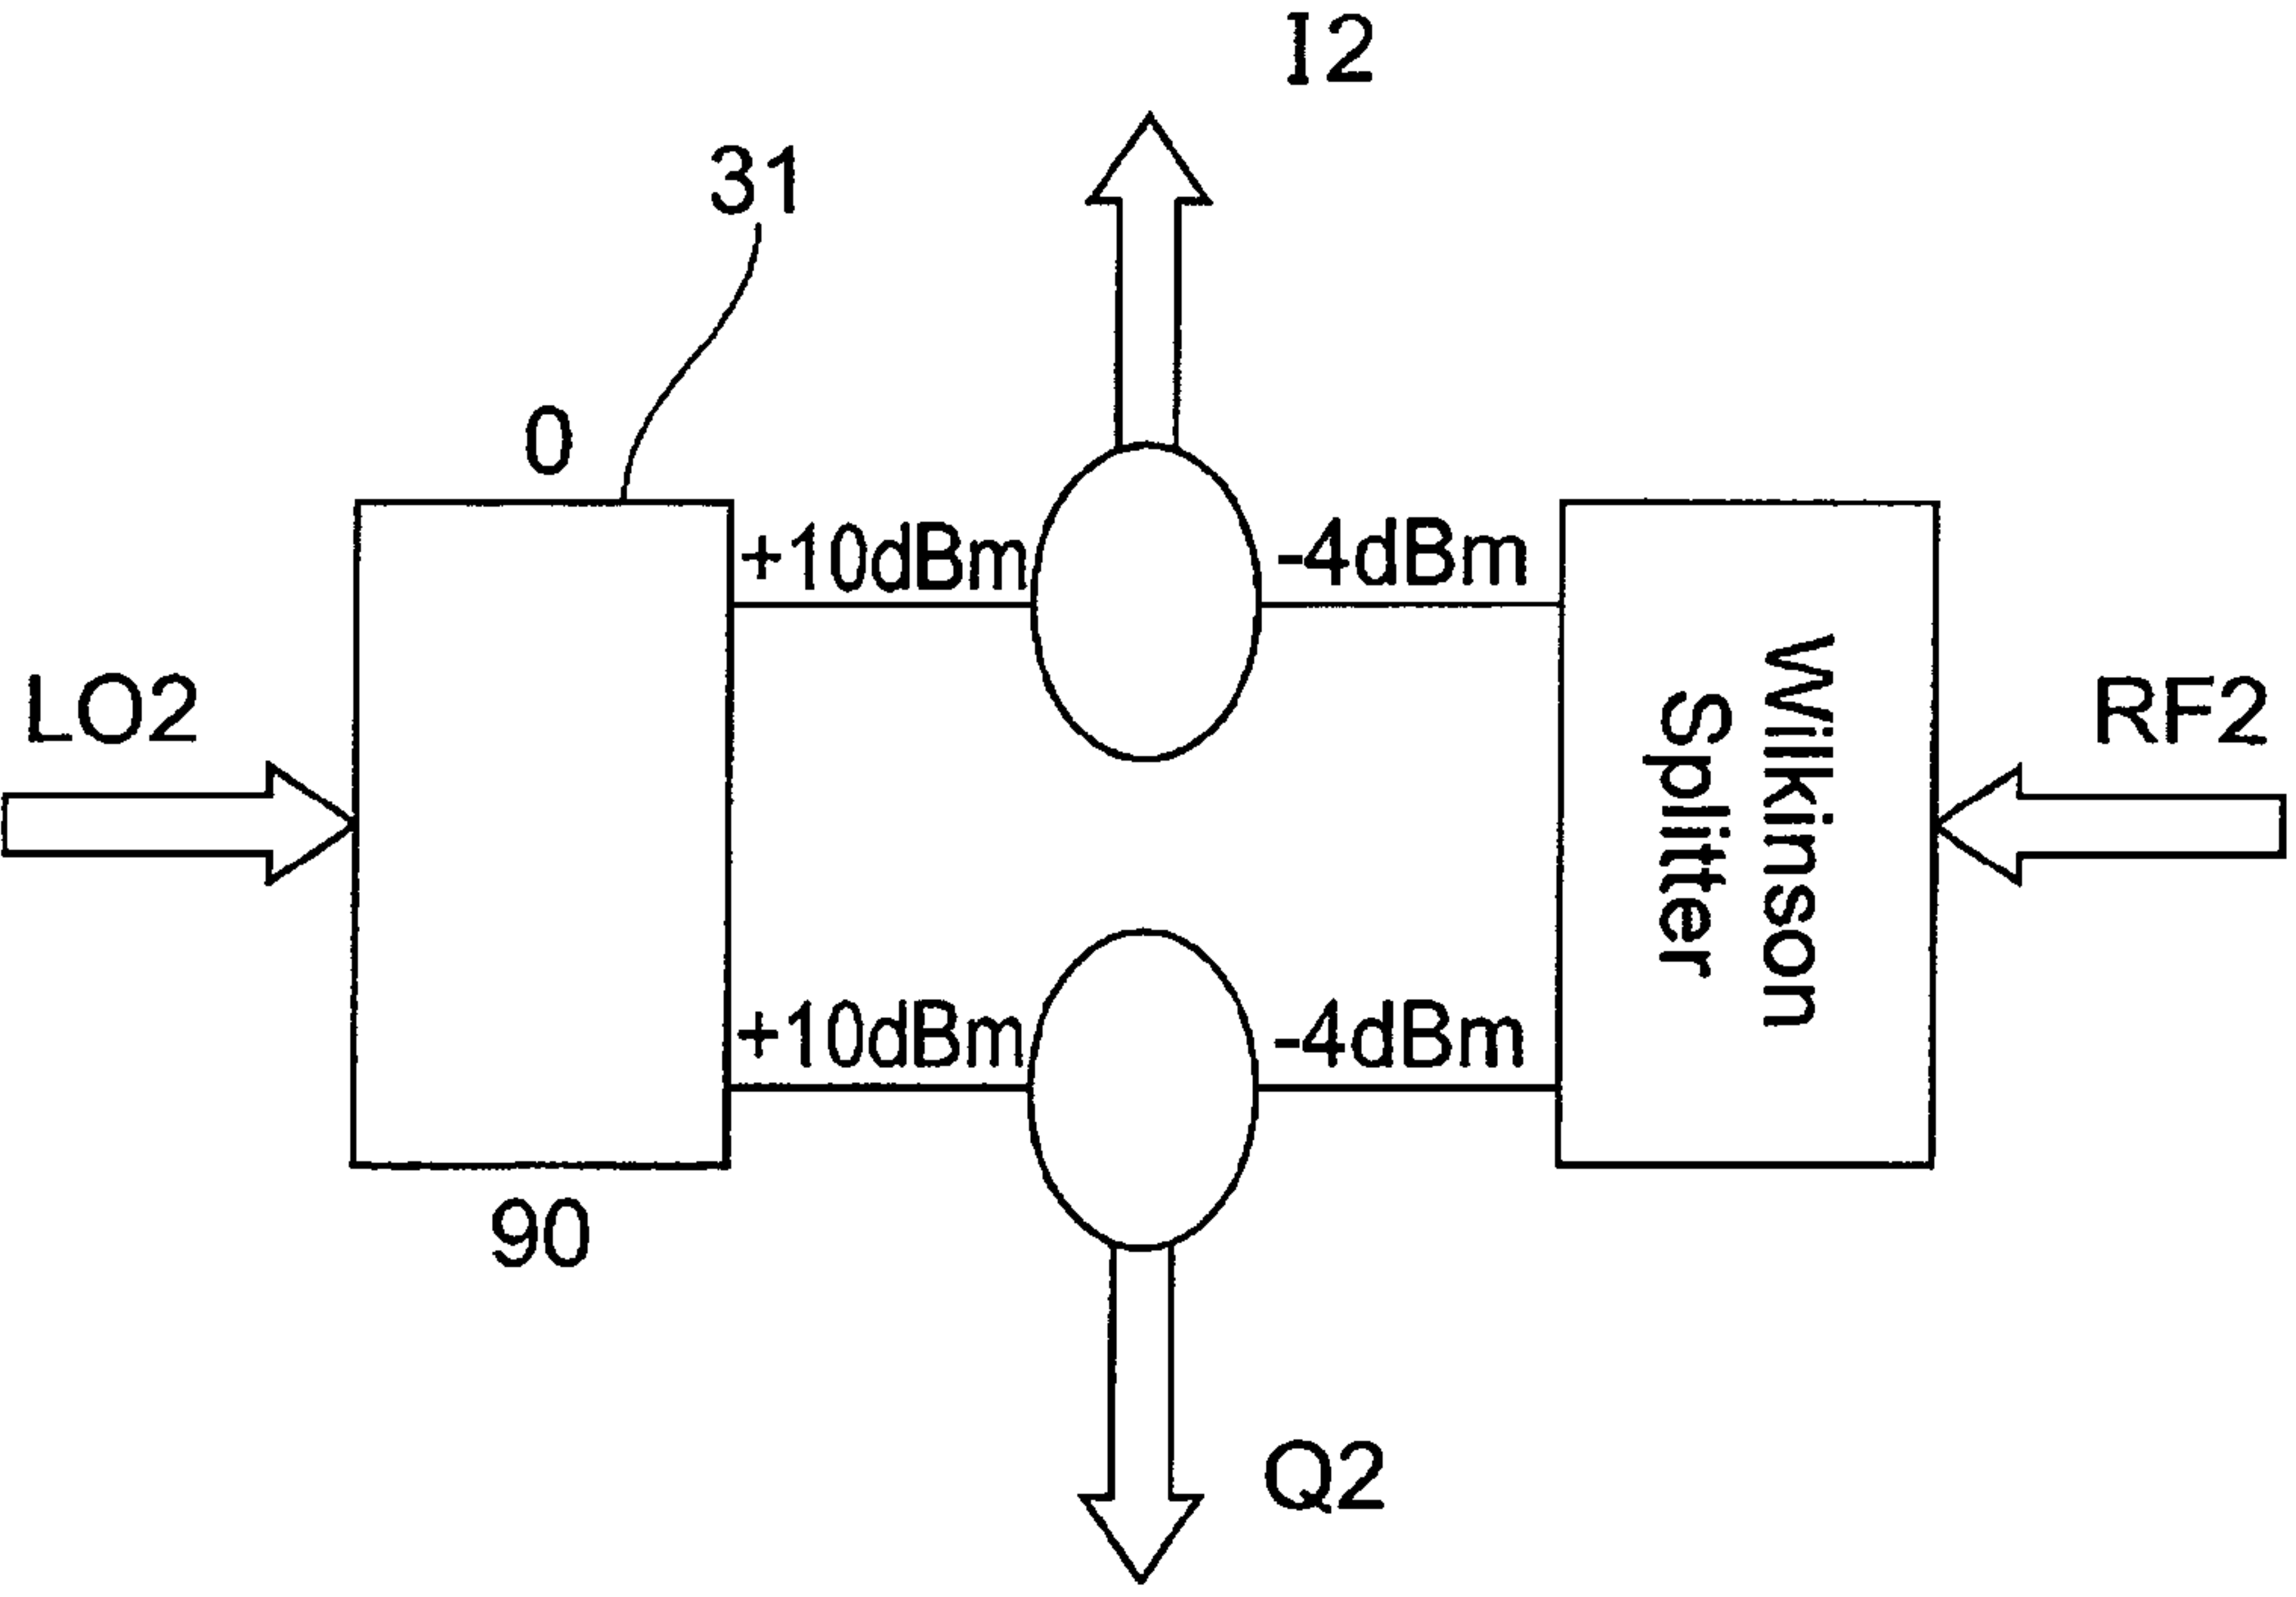 I2
31
0
+10dBm
-4dBm
LO2
Wilkinson
Splitter
RF2
+10dBm
-4dBm
90
Q2